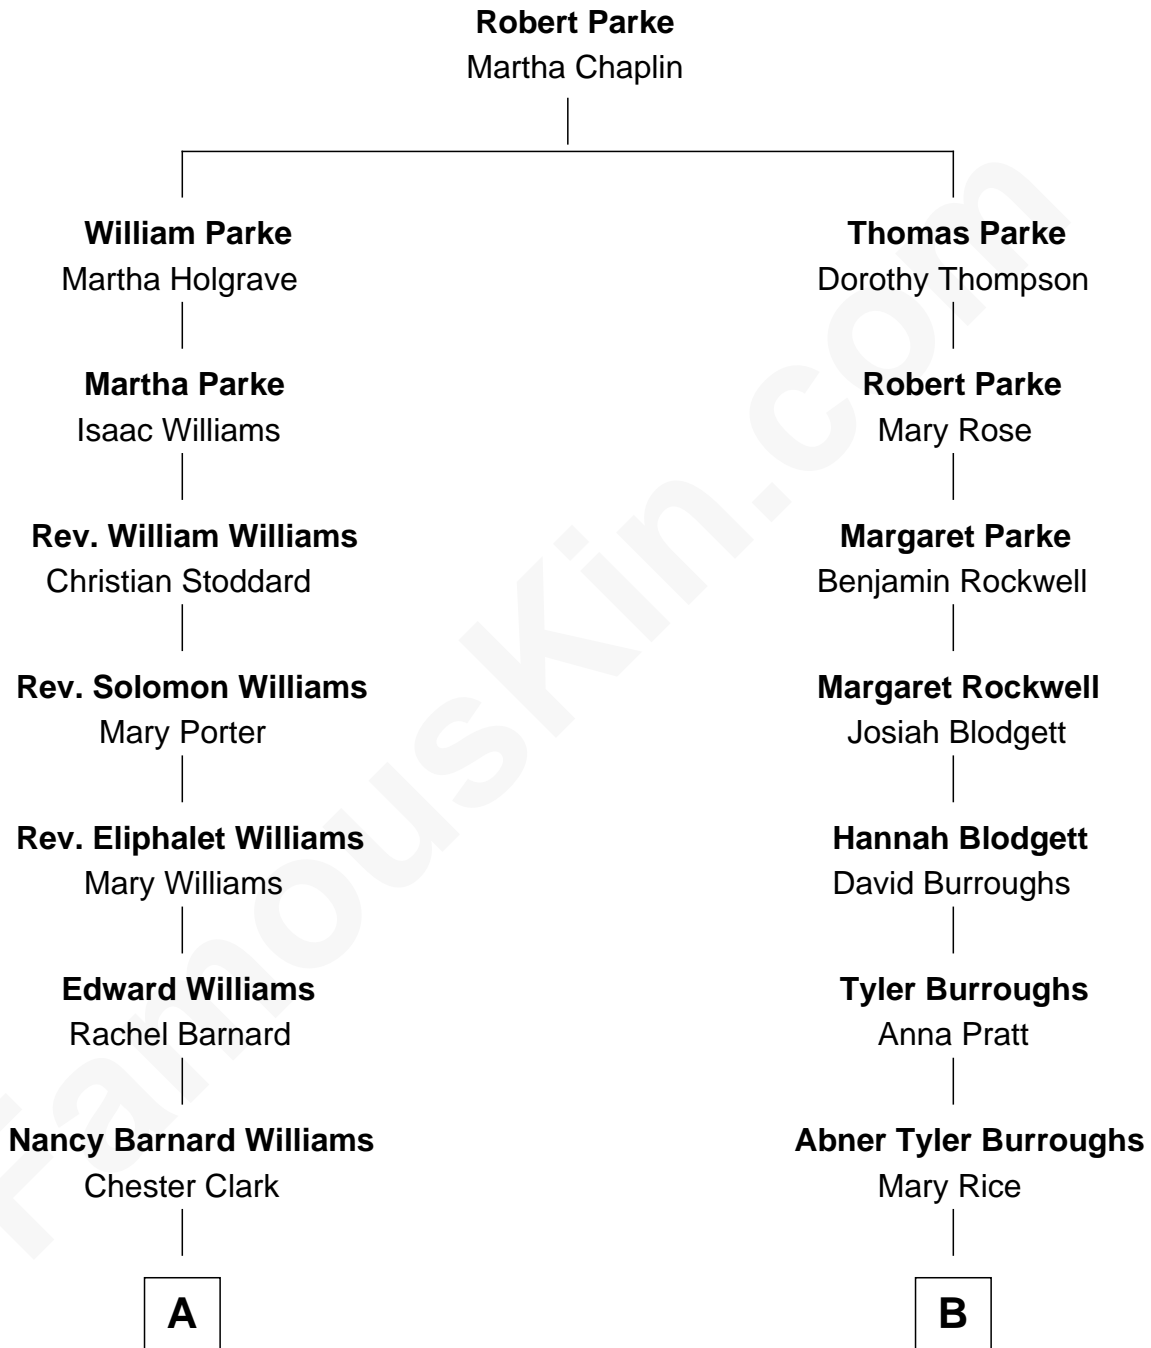 Robert Parke
Martha Chaplin
William Parke
Martha Holgrave
Martha Parke
Isaac Williams
Rev. William Williams
Christian Stoddard
Rev. Solomon Williams
Mary Porter
Rev. Eliphalet Williams
Mary Williams
Edward Williams
Rachel Barnard
Nancy Barnard Williams
Chester Clark
A
Thomas Parke
Dorothy Thompson
Robert Parke
Mary Rose
Margaret Parke
Benjamin Rockwell
Margaret Rockwell
Josiah Blodgett
Hannah Blodgett
David Burroughs
Tyler Burroughs
Anna Pratt
Abner Tyler Burroughs
Mary Rice
B
FamousKin.com